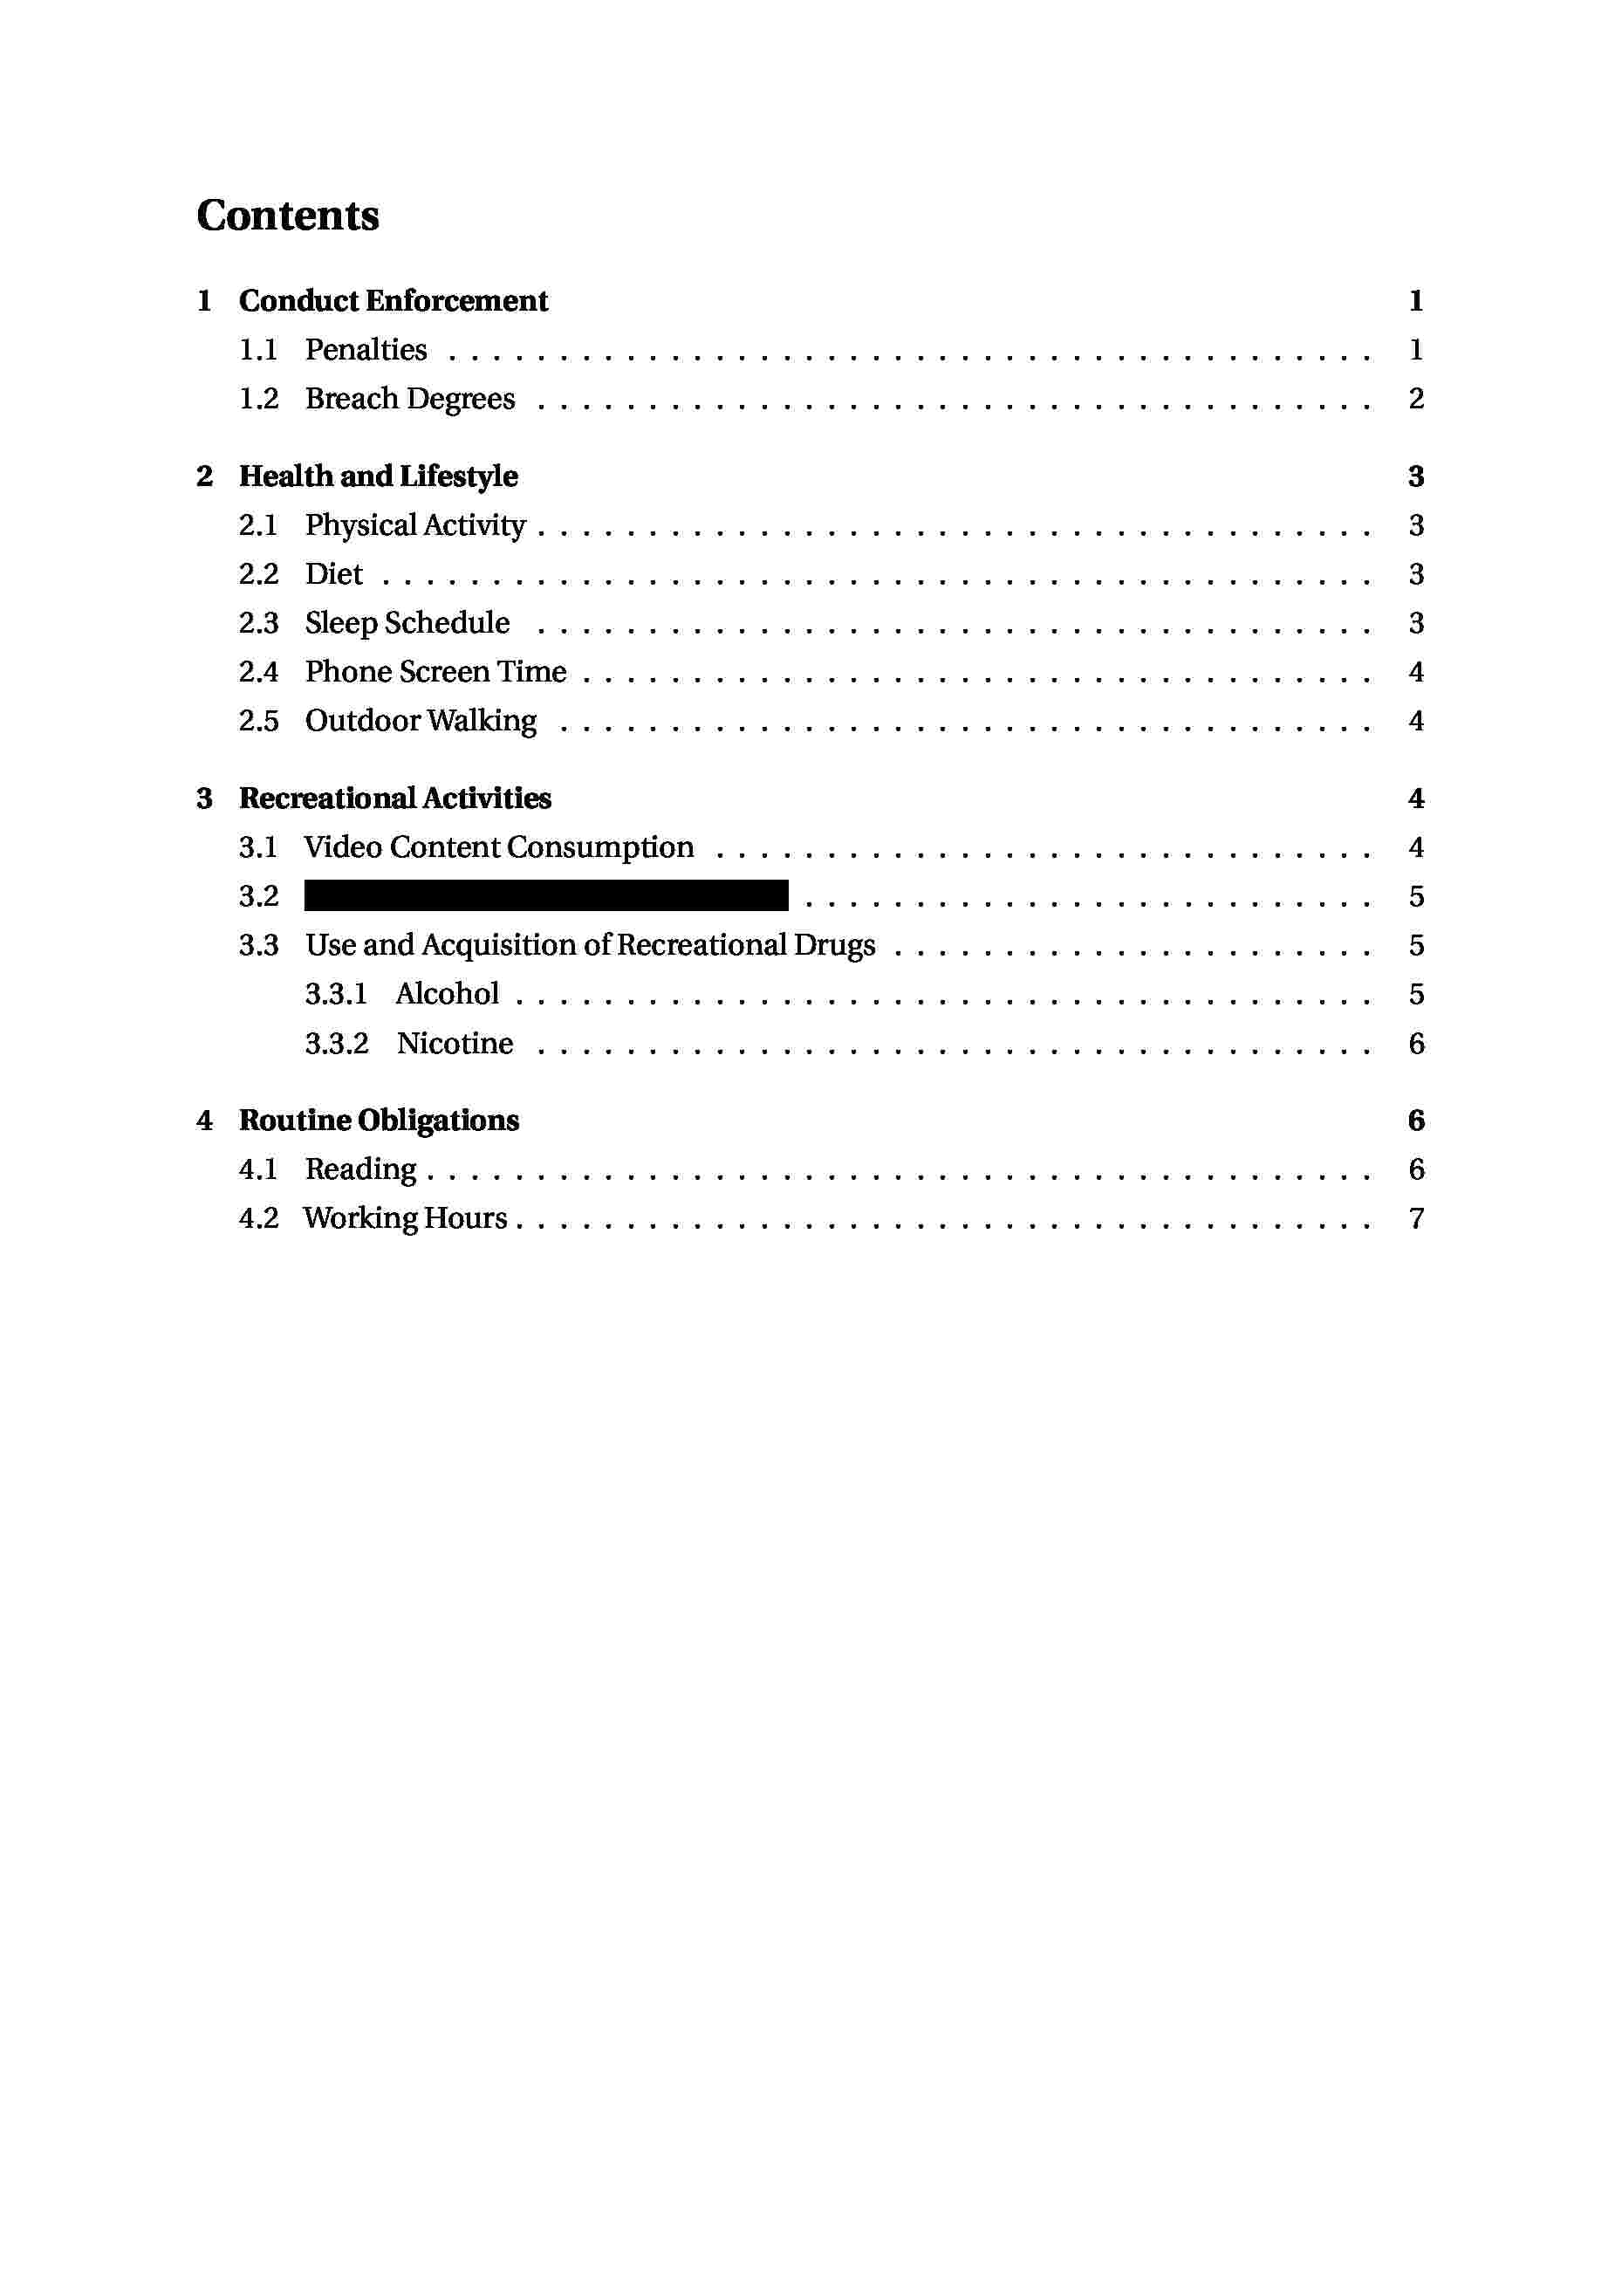 Contents
1 Conduct Enforcement 1
1.1 Penalties . . . . . . . . . . . . . . . . . . . . . . . . . . . . . . . . . . . . . . . . . . 1
1.2 Breach Degrees . . . . . . . . . . . . . . . . . . . . . . . . . . . . . . . . . . . . . . 2
2 Health and Lifestyle 3
2.1 Physical Activity . . . . . . . . . . . . . . . . . . . . . . . . . . . . . . . . . . . . . . 3
2.2 Diet . . . . . . . . . . . . . . . . . . . . . . . . . . . . . . . . . . . . . . . . . . . . . 3
2.3 Sleep Schedule . . . . . . . . . . . . . . . . . . . . . . . . . . . . . . . . . . . . . . 3
2.4 Phone Screen Time . . . . . . . . . . . . . . . . . . . . . . . . . . . . . . . . . . . . 4
2.5 Outdoor Walking . . . . . . . . . . . . . . . . . . . . . . . . . . . . . . . . . . . . . 4
3 Recreational Activities 4
3.1 Video Content Consumption . . . . . . . . . . . . . . . . . . . . . . . . . . . . . . 4
3.2 . . . . . . . . . . . . . . . . . . . . . . . . . . 5
3.3 Use and Acquisition of Recreational Drugs . . . . . . . . . . . . . . . . . . . . . . 5
3.3.1 Alcohol . . . . . . . . . . . . . . . . . . . . . . . . . . . . . . . . . . . . . . . 5
3.3.2 Nicotine . . . . . . . . . . . . . . . . . . . . . . . . . . . . . . . . . . . . . . 6
4 Routine Obligations 6
4.1 Reading . . . . . . . . . . . . . . . . . . . . . . . . . . . . . . . . . . . . . . . . . . . 6
4.2 Working Hours . . . . . . . . . . . . . . . . . . . . . . . . . . . . . . . . . . . . . . . 7